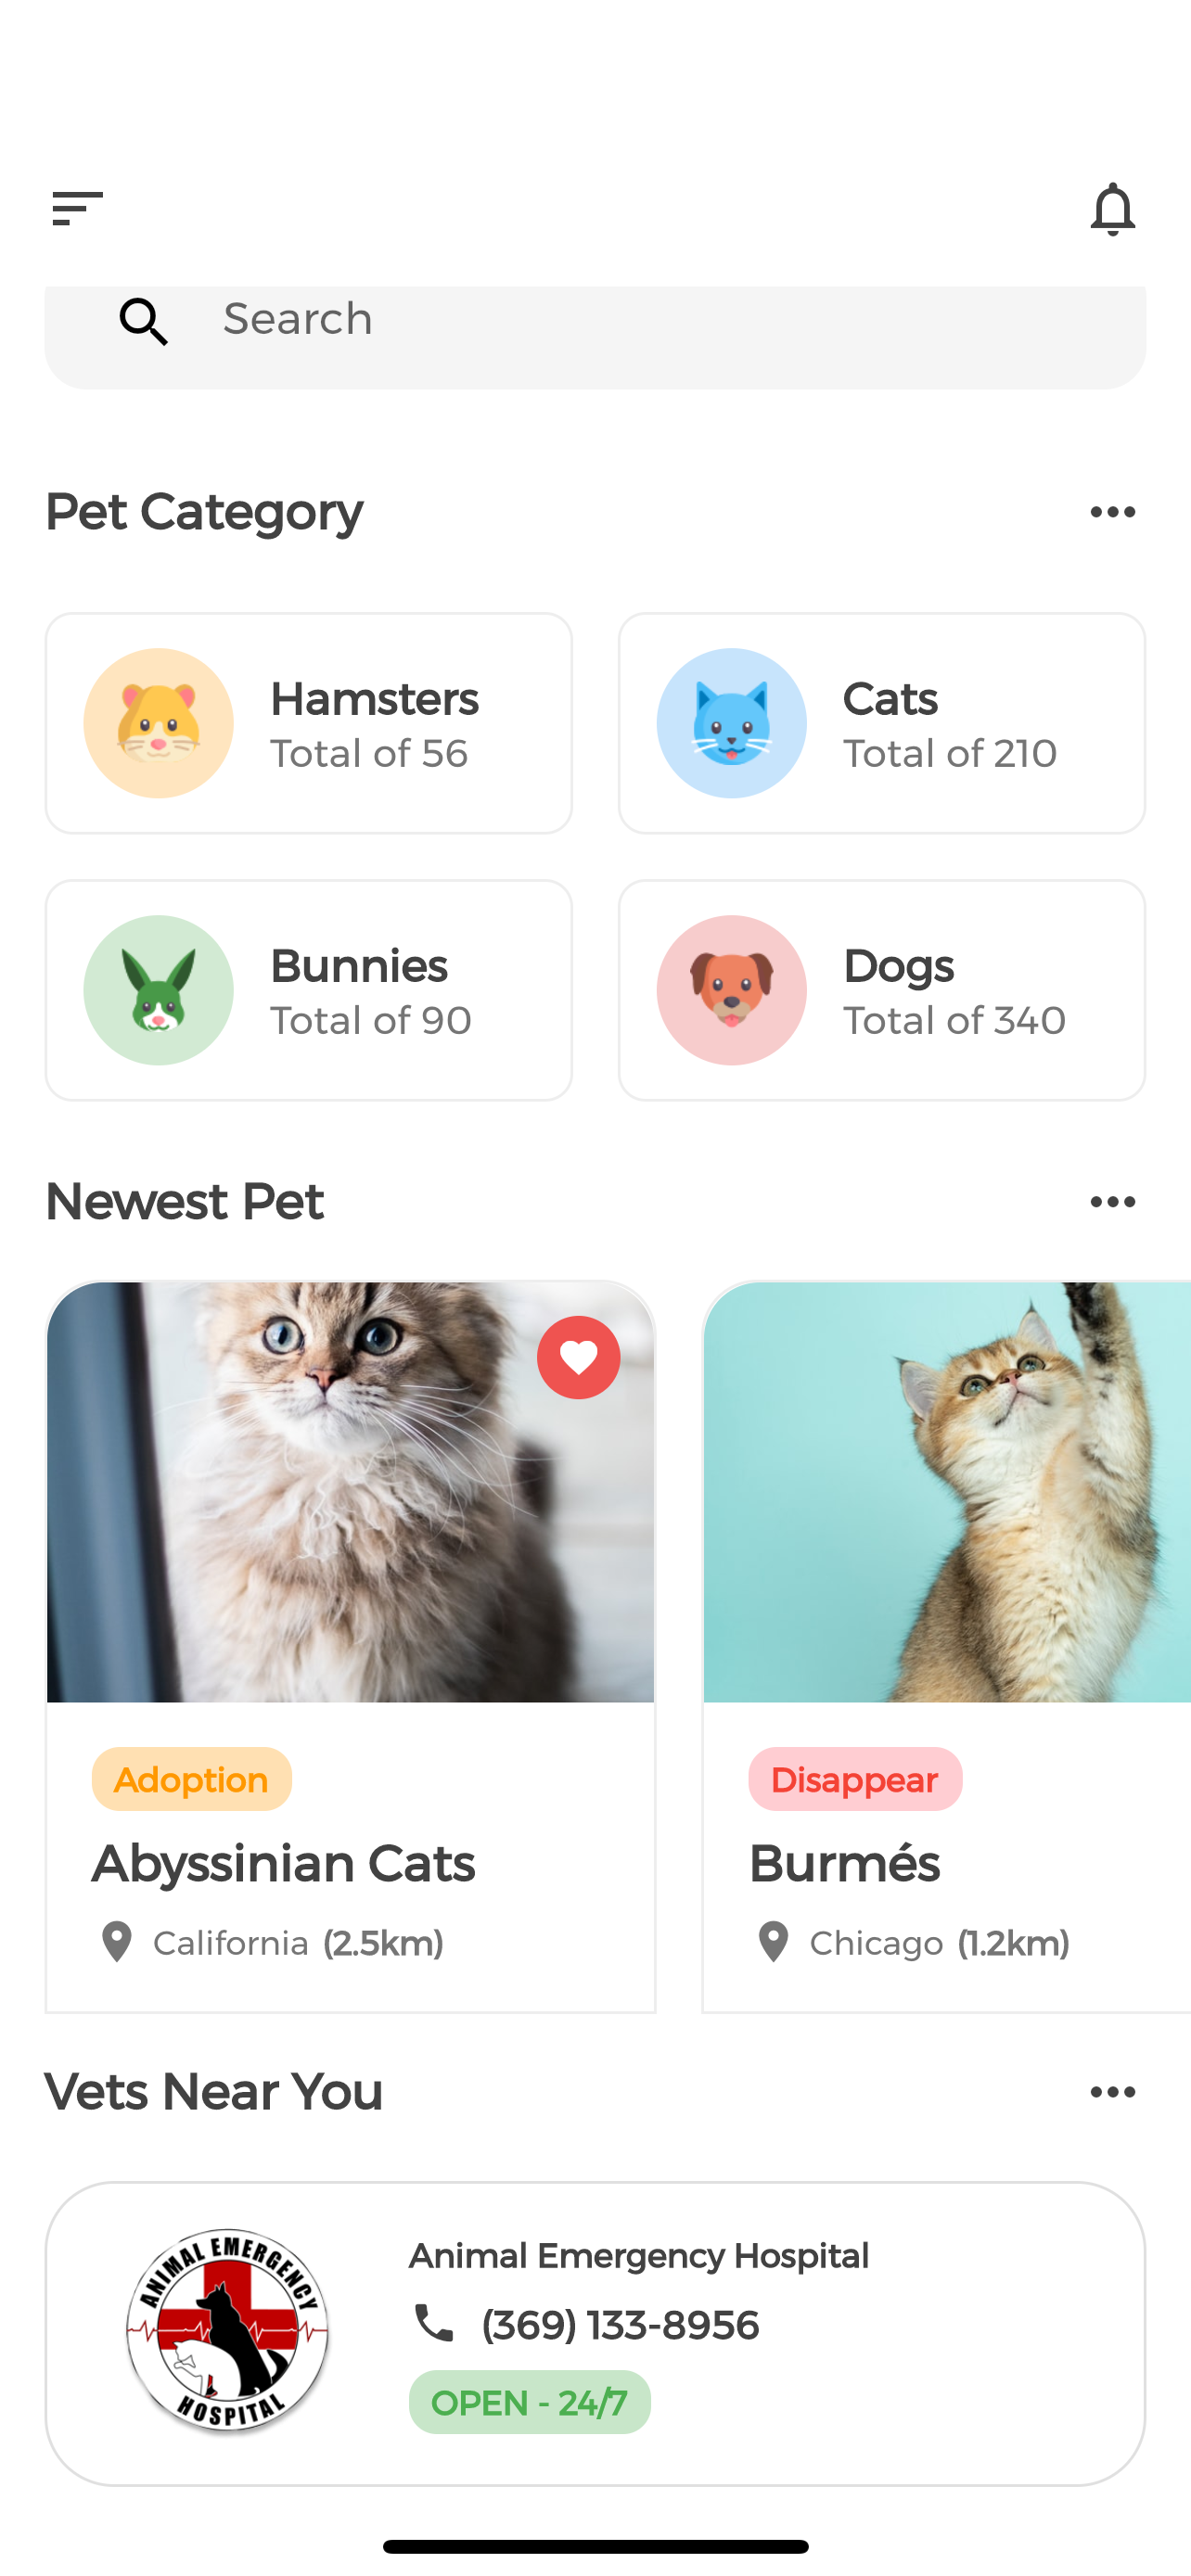 Search
Pet Category
Hamsters
Total of 56
Cats
Total of 210
Bunnies
Total of 90
Dogs
Total of 340
Newest Pet
Adoption
Abyssinian Cats
California (2.5km)
Disappear
Burmés
Chicago (1.2km)
Vets Near You
ANIMAL EMERGENCY
HOSPITAL
Animal Emergency Hospital
(369) 133-8956
OPEN - 24/7